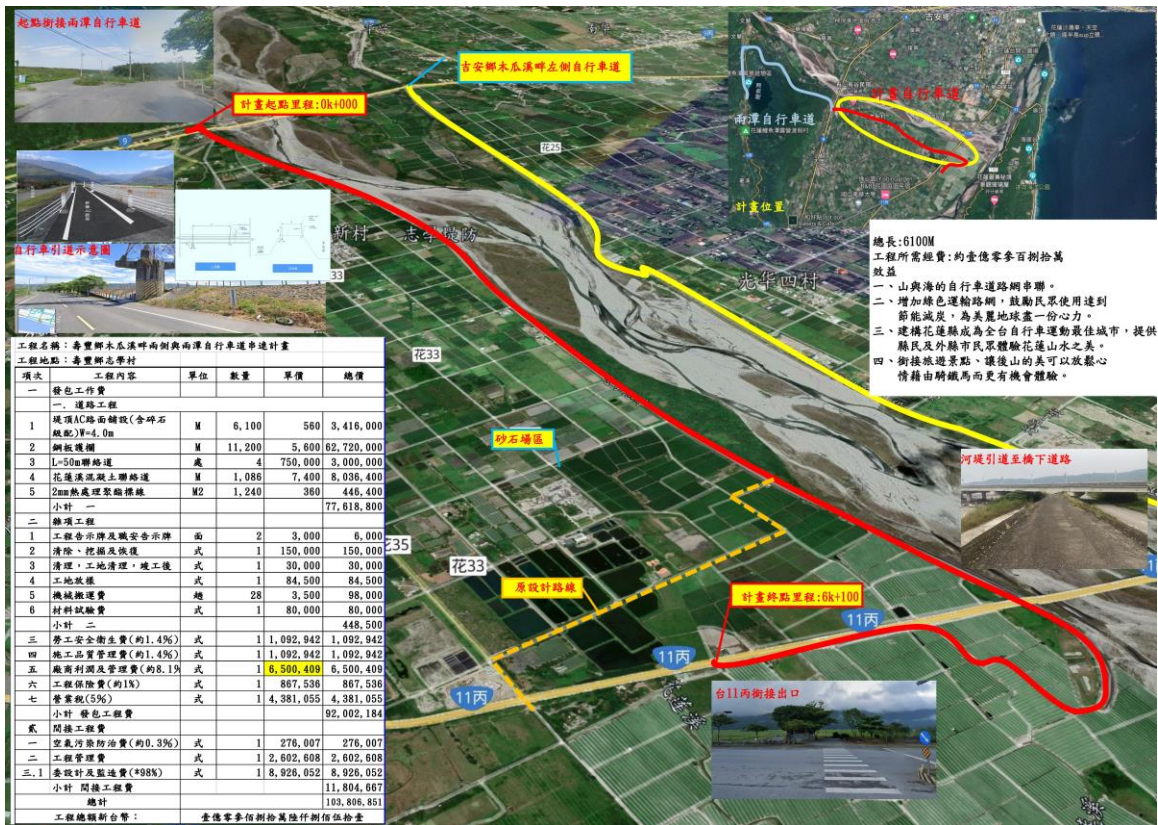 起點銜接兩潭自行車道
計畫起點里程:0k+000
吉安鄉木瓜溪畔左側自行車道
9
花25
自行車引道示意圖
新村
志學堤防
33
光华四村
兩潭自行車道
計畫自行車道
計畫位置
吉安鄉
總長:6100M
工程所需經費:約壹億零參百捌拾萬
效益
一、山與海的自行車道路網串聯。
二、增加綠色運輸路網，鼓勵民眾使用達到
節能減炭，為美麗地球盡一份心力。
三、建構花蓮縣成為全台自行車運動最佳城市，提供
縣民及外縣市民眾體驗花蓮山水之美。
四、銜接旅遊景點、讓後山的美可以放鬆心
情藉由騎鐵馬而更有機會體驗。
工程名稱：壽豐鄉木瓜溪畔兩側與兩潭自行車道串連計畫
工程地點：壽豐鄉志學村
項次 工程內容 單位 數量 單價 總價
一 發包工作費
一. 道路工程
1 堤頂AC路面舖設(含碎石級配)W=4.0m M 6,100 560 3,416,000
2 鋼板護欄 M 11,200 5,600 62,720,000
3 L=50m聯絡道 處 4 750,000 3,000,000
4 花蓮溪混凝土聯絡道 M 1,086 7,400 8,036,400
5 2mm熱處理聚酯標線 M2 1,240 360 446,400
小計 一 77,618,800
二 雜項工程
1 工程告示牌及職安告示牌 面 2 3,000 6,000
2 清除、挖掘及恢復 式 1 150,000 150,000
3 清理，工地清理，竣工後 式 1 30,000 30,000
4 工地放樣 式 1 84,500 84,500
5 機械搬運費 趟 28 3,500 98,000
6 材料試驗費 式 1 80,000 80,000
小計 二 448,500
三 勞工安全衛生費(約1.4%) 式 1 1,092,942 1,092,942
四 施工品質管理費(約1.4%) 式 1 1,092,942 1,092,942
五 廠商利潤及管理費(約8.1% 式 1 6,500,409 6,500,409
六 工程保險費(約1%) 式 1 867,536 867,536
七 營業稅(5%) 式 1 4,381,055 4,381,055
小計 發包工程費 92,002,184
貳 間接工程費
一 空氣污染防治費(約0.3%) 式 1 276,007 276,007
二 工程管理費 式 1 2,602,608 2,602,608
三.1 委設計及監造費(*98%) 式 1 8,926,052 8,926,052
小計 間接工程費 11,804,667
總計 103,806,851
工程總額新台幣： 壹億零參佰捌拾萬陸仟捌佰伍拾壹
花33
砂石場區
花35
花33
原設計路線
河堤引道至橋下道路
計畫終點里程:6k+100
11丙
11丙
11丙
11丙
台11丙銜接出口
花蓮溪